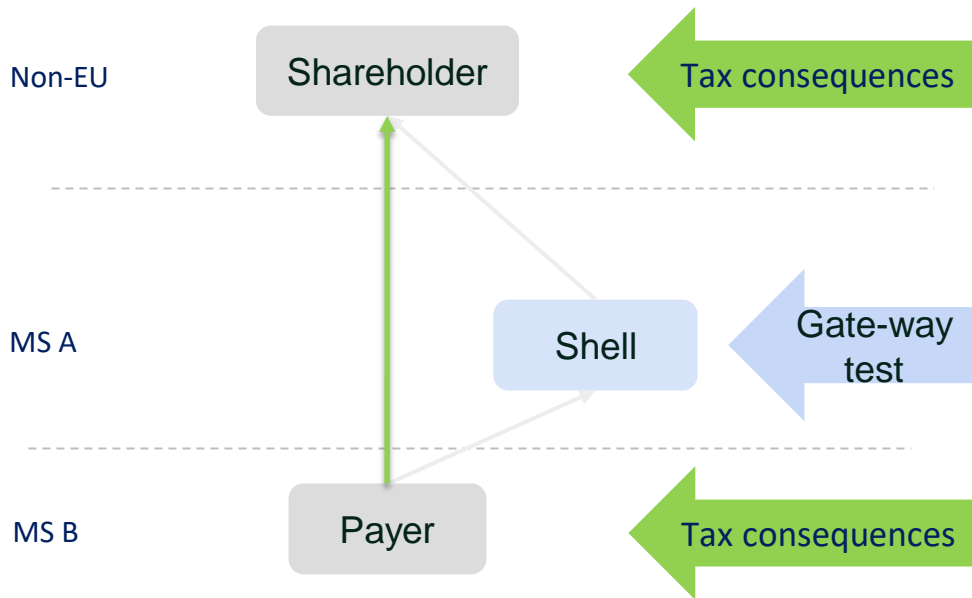 Non-EU
Shareholder
Tax consequences
MS A
Shell
Gate-way
test
MS B
Payer
Tax consequences